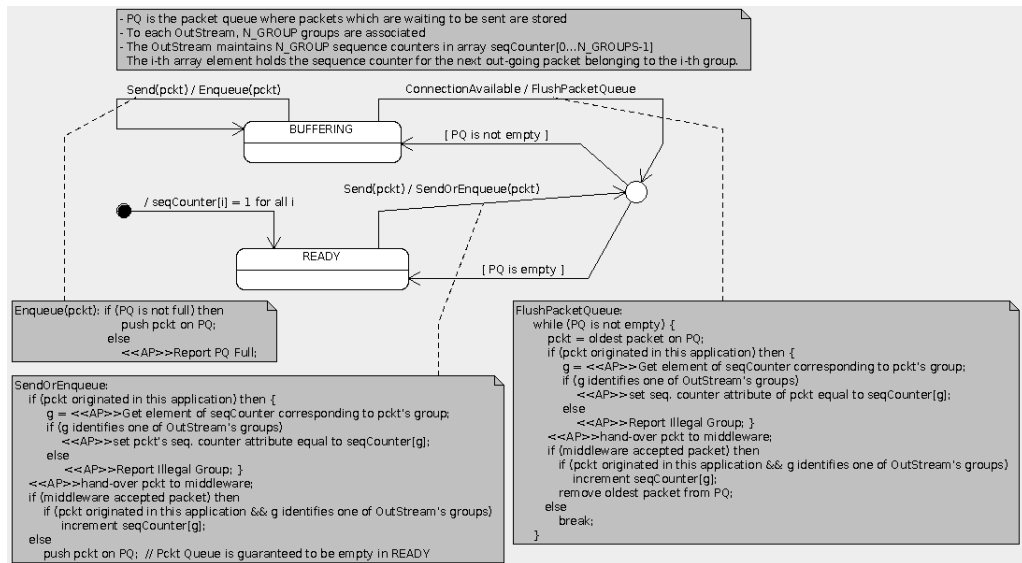 - PQ is the packet queue where packets which are waiting to be sent are stored
- To each OutStream, N_GROUP groups are associated
- The OutStream maintains N_GROUP sequence counters in array seqCounter[0...N_GROUPS-1]
The i-th array element holds the sequence counter for the next out-going packet belonging to the i-th group.
Send(pckt) / Enqueue(pckt)
ConnectionAvailable / FlushPacketQueue
BUFFERING
[ PQ is not empty ]
Send(pckt) / SendOrEnqueue(pckt)
/ seqCounter[i] = 1 for all i
READY
[ PQ is empty ]
Enqueue(pckt): if (PQ is not full) then
push pckt on PQ;
else
<<AP>>Report PQ Full;
SendOrEnqueue:
if (pckt originated in this application) then {
g = <<AP>>Get element of seqCounter corresponding to pckt's group;
if (g identifies one of OutStream's groups)
<<AP>>set pckt's seq. counter attribute equal to seqCounter[g];
else
<<AP>>Report Illegal Group; }
<<AP>>hand-over pckt to middleware;
if (middleware accepted packet) then
if (pckt originated in this application && g identifies one of OutStream's groups)
increment seqCounter[g];
else
push pckt on PQ; // Pckt Queue is guaranteed to be empty in READY
FlushPacketQueue:
while (PQ is not empty) {
pckt = oldest packet on PQ;
if (pckt originated in this application) then {
g = <<AP>>Get element of seqCounter corresponding to pckt's group;
if (g identifies one of OutStream's groups)
<<AP>>set seq. counter attribute of pckt equal to seqCounter[g];
else
<<AP>>Report Illegal Group; }
<<AP>>hand-over pckt to middleware;
if (middleware accepted packet) then
if (pckt originated in this application && g identifies one of OutStream's groups)
increment seqCounter[g];
remove oldest packet from PQ;
else
break;
}